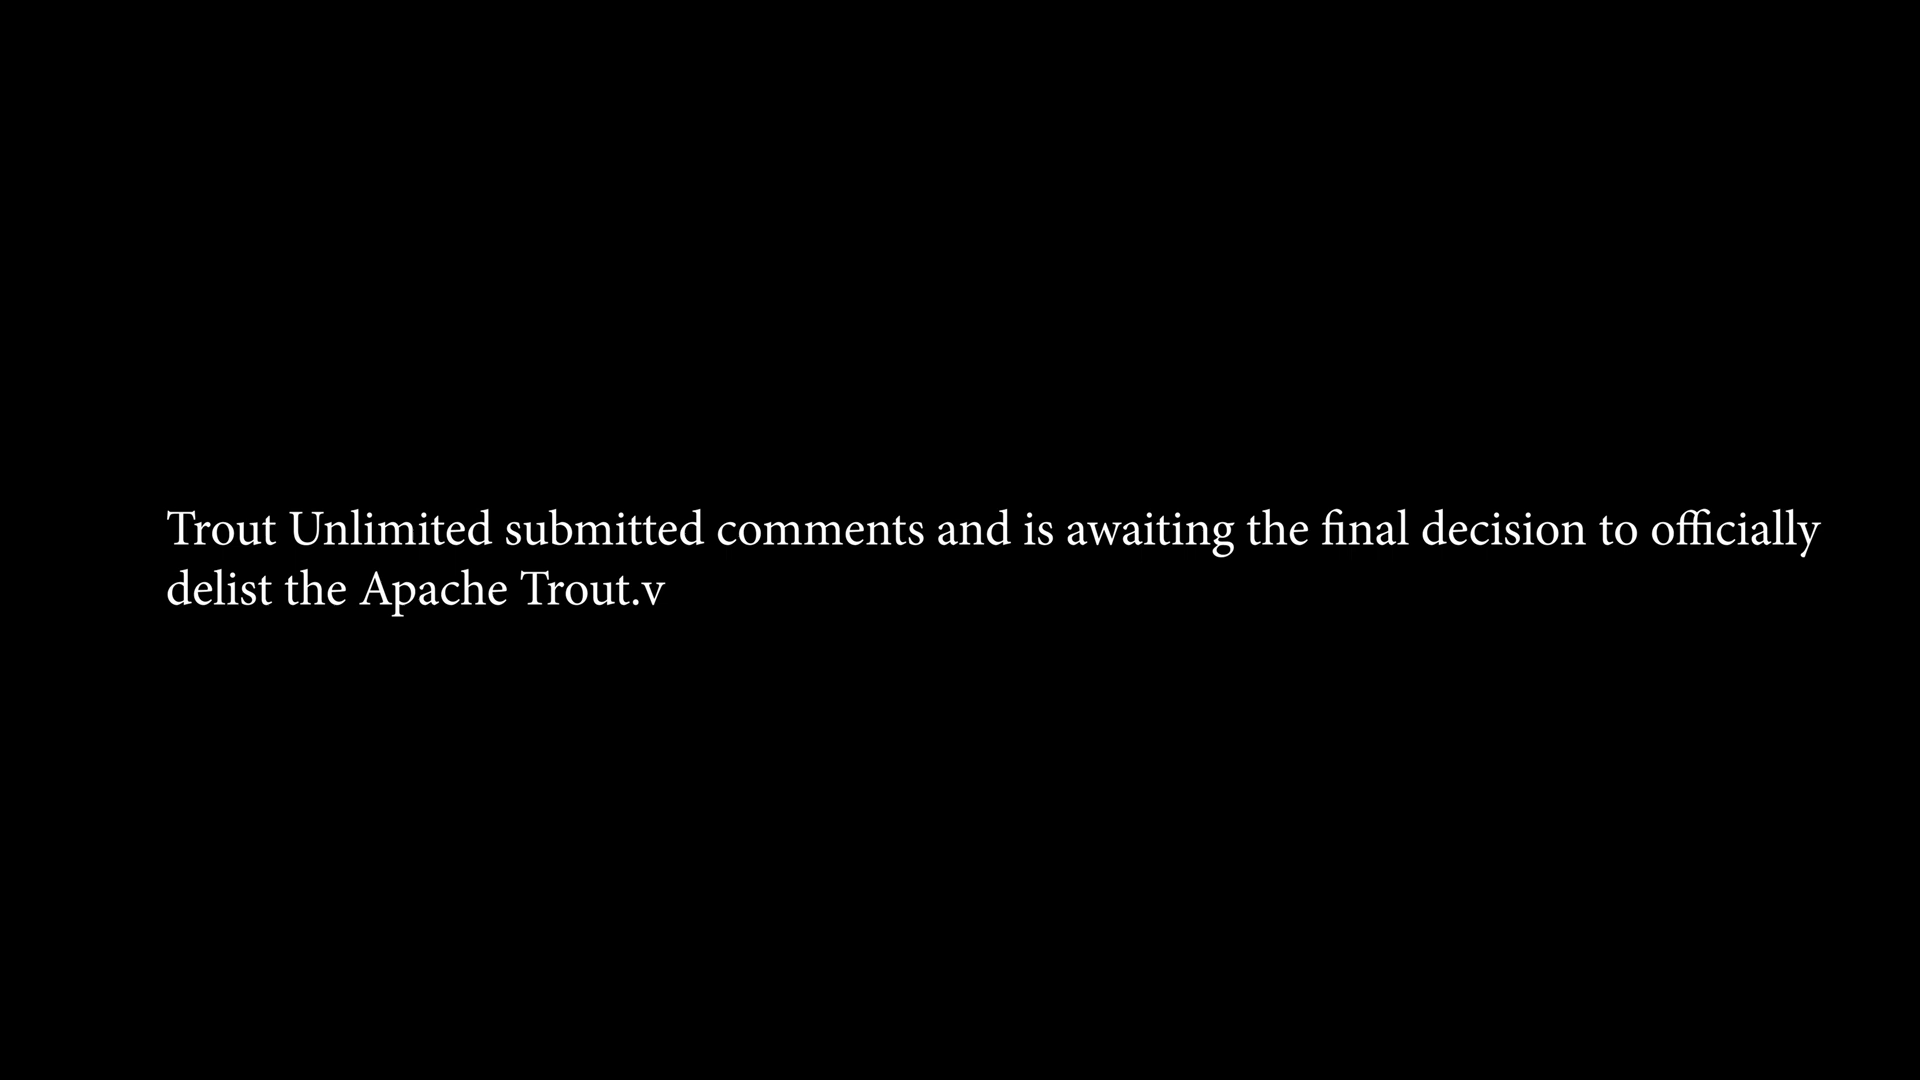 Trout Unlimited submitted comments and is awaiting the final decision to officially
delist the Apache Trout.v